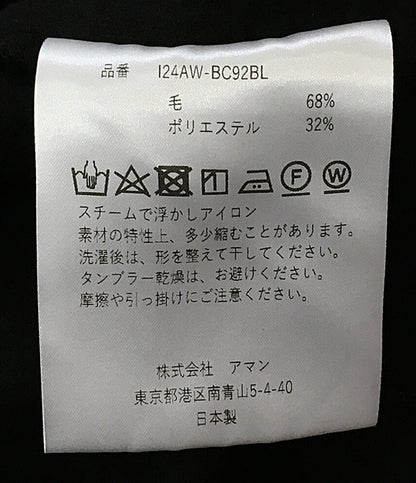 品番 I24AW-BC92BL
毛 68%
ポリエステル 32%
F W
スチームで浮かしアイロン
素材の特性上、多少縮むことがあります。
洗濯後は、形を整えて干してください。
タンブラー乾燥は、お避けください。
摩擦や引っ掛けにご注意ください。
株式会社 アマン
東京都港区南青山5-4-40
日本製